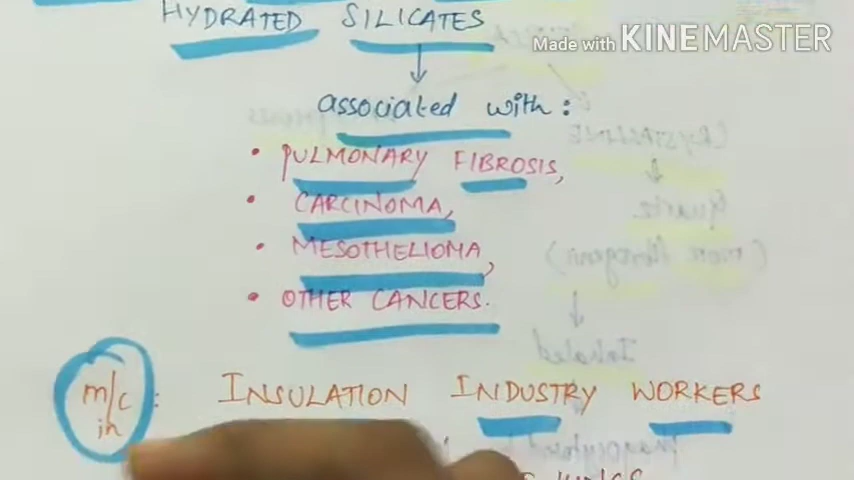 HYDRATED SILICATES
Made with KINEMASTER
associated with:
• PULMONARY FIBROSIS,
• CARCINOMA,
• MESOTHELIOMA,
• OTHER CANCERS.
m/c in : INSULATION INDUSTRY WORKERS